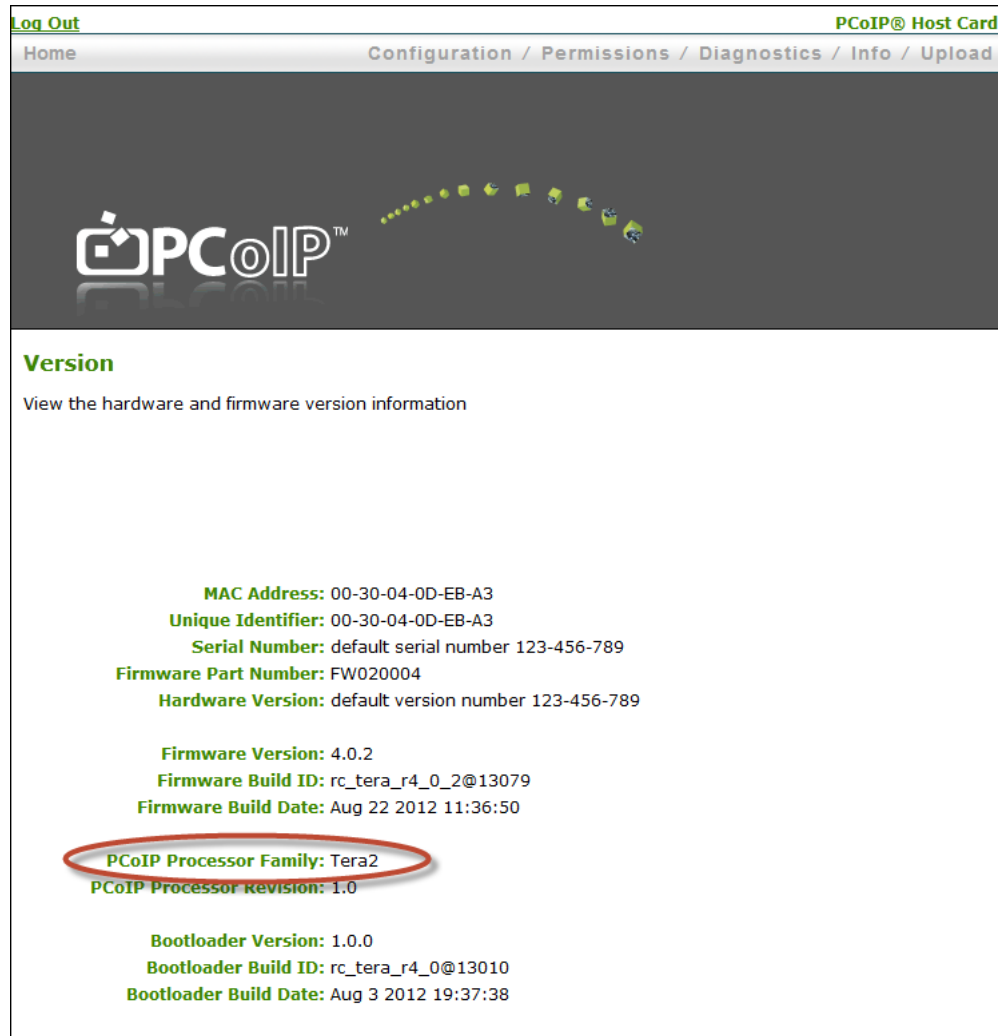 Log Out PCoIP® Host Card
Home Configuration / Permissions / Diagnostics / Info / Upload
PCoIP™
Version
View the hardware and firmware version information
MAC Address: 00-30-04-0D-EB-A3
Unique Identifier: 00-30-04-0D-EB-A3
Serial Number: default serial number 123-456-789
Firmware Part Number: FW020004
Hardware Version: default version number 123-456-789
Firmware Version: 4.0.2
Firmware Build ID: rc_tera_r4_0_2@13079
Firmware Build Date: Aug 22 2012 11:36:50
PCoIP Processor Family: Tera2
PCoIP Processor Revision: 1.0
Bootloader Version: 1.0.0
Bootloader Build ID: rc_tera_r4_0@13010
Bootloader Build Date: Aug 3 2012 19:37:38